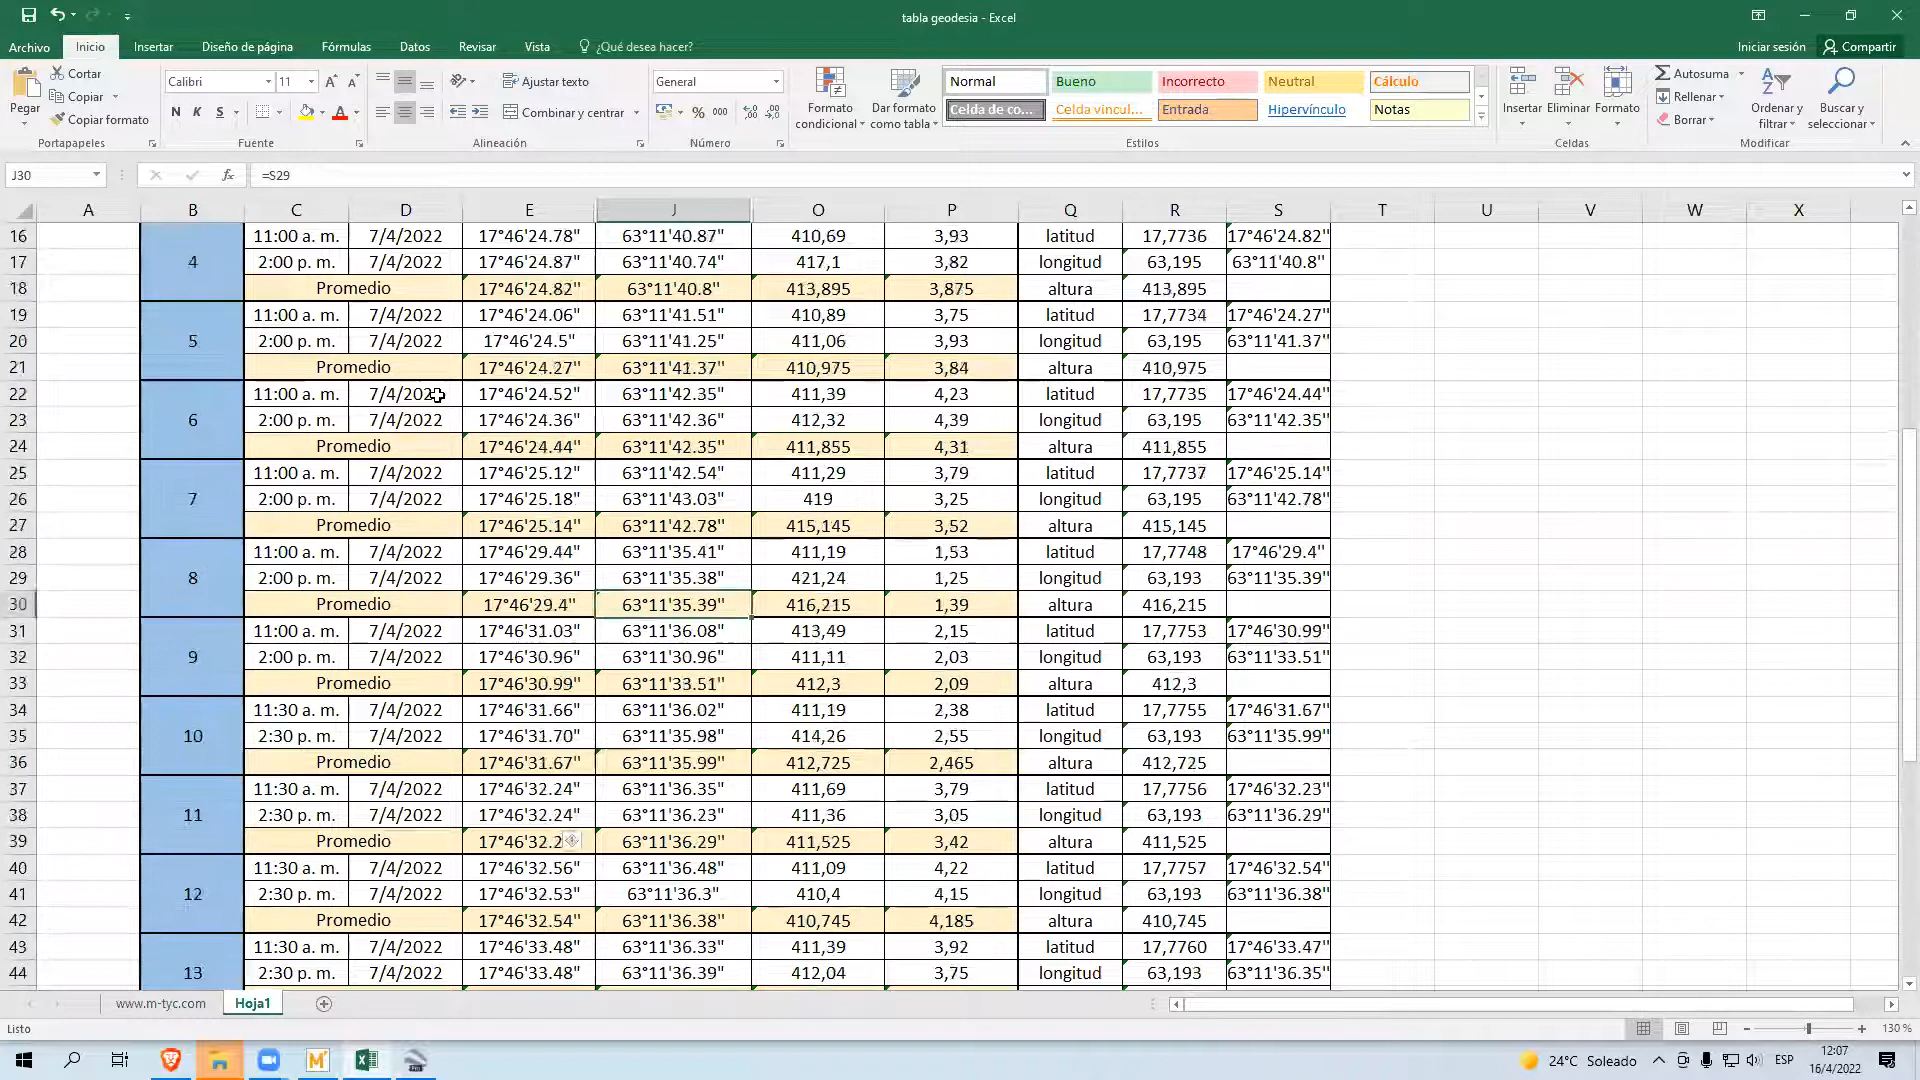 tabla geodesia - Excel
Archivo Inicio Insertar Diseño de página Fórmulas Datos Revisar Vista ¿Qué desea hacer? Iniciar sesión Compartir
Pegar Cortar Copiar Copiar formato Portapapeles
Calibri 11 N K S Fuente
Ajustar texto Combinar y centrar Alineación
General % 000 Número
Formato condicional Dar formato como tabla
Normal Bueno Incorrecto Neutral Cálculo
Celda de co... Celda vincul... Entrada Hipervínculo Notas
Estilos
Insertar Eliminar Formato Celdas
Autosuma Rellenar Borrar Ordenar y filtrar Buscar y seleccionar Modificar
J30 fx =S29
A B C D E J O P Q R S T U V W X
16 11:00 a. m. 7/4/2022 17°46'24.78" 63°11'40.87" 410,69 3,93 latitud 17,7736 17°46'24.82''
17 4 2:00 p. m. 7/4/2022 17°46'24.87" 63°11'40.74" 417,1 3,82 longitud 63,195 63°11'40.8''
18 Promedio 17°46'24.82'' 63°11'40.8'' 413,895 3,875 altura 413,895
19 11:00 a. m. 7/4/2022 17°46'24.06" 63°11'41.51" 410,89 3,75 latitud 17,7734 17°46'24.27''
20 5 2:00 p. m. 7/4/2022 17°46'24.5" 63°11'41.25" 411,06 3,93 longitud 63,195 63°11'41.37''
21 Promedio 17°46'24.27'' 63°11'41.37'' 410,975 3,84 altura 410,975
22 11:00 a. m. 7/4/2022 17°46'24.52" 63°11'42.35" 411,39 4,23 latitud 17,7735 17°46'24.44''
23 6 2:00 p. m. 7/4/2022 17°46'24.36" 63°11'42.36" 412,32 4,39 longitud 63,195 63°11'42.35''
24 Promedio 17°46'24.44'' 63°11'42.35'' 411,855 4,31 altura 411,855
25 11:00 a. m. 7/4/2022 17°46'25.12" 63°11'42.54" 411,29 3,79 latitud 17,7737 17°46'25.14''
26 7 2:00 p. m. 7/4/2022 17°46'25.18" 63°11'43.03" 419 3,25 longitud 63,195 63°11'42.78''
27 Promedio 17°46'25.14'' 63°11'42.78'' 415,145 3,52 altura 415,145
28 11:00 a. m. 7/4/2022 17°46'29.44" 63°11'35.41" 411,19 1,53 latitud 17,7748 17°46'29.4''
29 8 2:00 p. m. 7/4/2022 17°46'29.36" 63°11'35.38" 421,24 1,25 longitud 63,193 63°11'35.39''
30 Promedio 17°46'29.4'' 63°11'35.39'' 416,215 1,39 altura 416,215
31 11:00 a. m. 7/4/2022 17°46'31.03" 63°11'36.08" 413,49 2,15 latitud 17,7753 17°46'30.99''
32 9 2:00 p. m. 7/4/2022 17°46'30.96" 63°11'30.96" 411,11 2,03 longitud 63,193 63°11'33.51''
33 Promedio 17°46'30.99'' 63°11'33.51'' 412,3 2,09 altura 412,3
34 11:30 a. m. 7/4/2022 17°46'31.66" 63°11'36.02" 411,19 2,38 latitud 17,7755 17°46'31.67''
35 10 2:30 p. m. 7/4/2022 17°46'31.70" 63°11'35.98" 414,26 2,55 longitud 63,193 63°11'35.99''
36 Promedio 17°46'31.67'' 63°11'35.99'' 412,725 2,465 altura 412,725
37 11:30 a. m. 7/4/2022 17°46'32.24" 63°11'36.35" 411,69 3,79 latitud 17,7756 17°46'32.23''
38 11 2:30 p. m. 7/4/2022 17°46'32.24" 63°11'36.23" 411,36 3,05 longitud 63,193 63°11'36.29''
39 Promedio 17°46'32.2 63°11'36.29'' 411,525 3,42 altura 411,525
40 11:30 a. m. 7/4/2022 17°46'32.56" 63°11'36.48" 411,09 4,22 latitud 17,7757 17°46'32.54''
41 12 2:30 p. m. 7/4/2022 17°46'32.53" 63°11'36.3" 410,4 4,15 longitud 63,193 63°11'36.38''
42 Promedio 17°46'32.54'' 63°11'36.38'' 410,745 4,185 altura 410,745
43 11:30 a. m. 7/4/2022 17°46'33.48" 63°11'36.33" 411,39 3,92 latitud 17,7760 17°46'33.47''
44 13 2:30 p. m. 7/4/2022 17°46'33.48" 63°11'36.39" 412,04 3,75 longitud 63,193 63°11'36.35''
www.m-tyc.com Hoja1
Listo 130 %
24°C Soleado ESP 12:07
16/4/2022